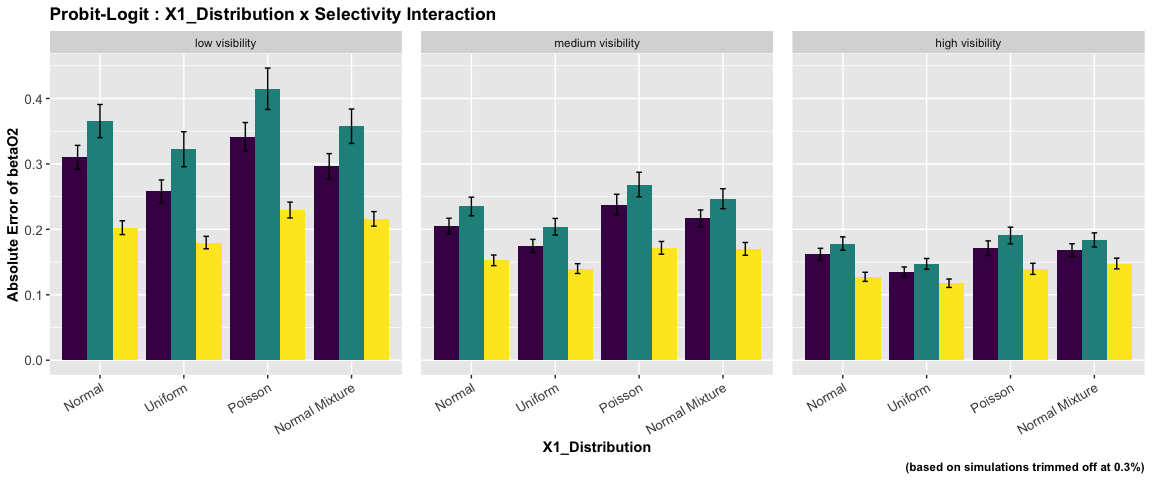 Probit-Logit : X1_Distribution x Selectivity Interaction
low visibility
medium visibility
high visibility
Absolute Error of betaO2
0.4
0.3
0.2
0.1
0.0
Normal
Uniform
Poisson
Normal Mixture
Normal
Uniform
Poisson
Normal Mixture
Normal
Uniform
Poisson
Normal Mixture
X1_Distribution
(based on simulations trimmed off at 0.3%)